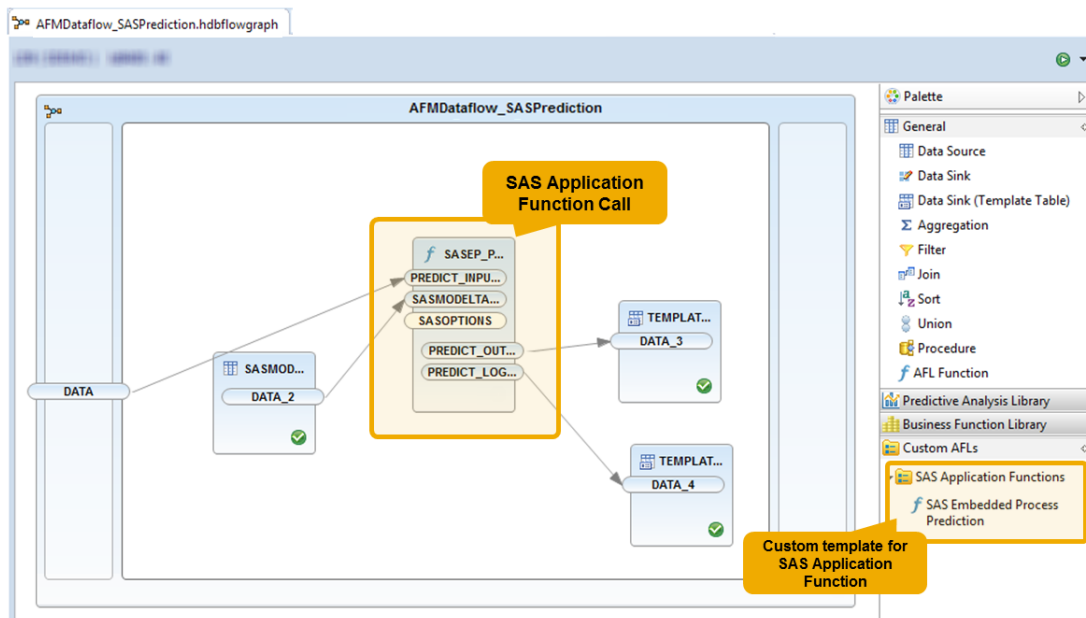 AFMDataflow_SASPrediction.hdbflowgraph
AFMDataflow_SASPrediction
SAS Application
Function Call
SASEP_P...
PREDICT_INPU...
SASMODELTA...
SASOPTIONS
PREDICT_OUT...
PREDICT_LOG...
DATA
SASMOD...
DATA_2
TEMPLAT...
DATA_3
TEMPLAT...
DATA_4
Palette
General
Data Source
Data Sink
Data Sink (Template Table)
Aggregation
Filter
Join
Sort
Union
Procedure
AFL Function
Predictive Analysis Library
Business Function Library
Custom AFLs
SAS Application Functions
SAS Embedded Process
Prediction
Custom template for
SAS Application
Function